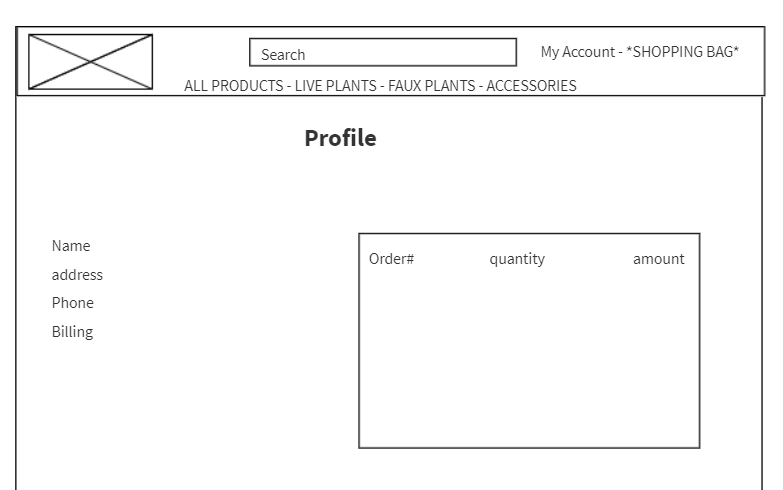 Search
My Account - *SHOPPING BAG*
ALL PRODUCTS - LIVE PLANTS - FAUX PLANTS - ACCESSORIES
Profile
Name
address
Phone
Billing
Order# quantity amount